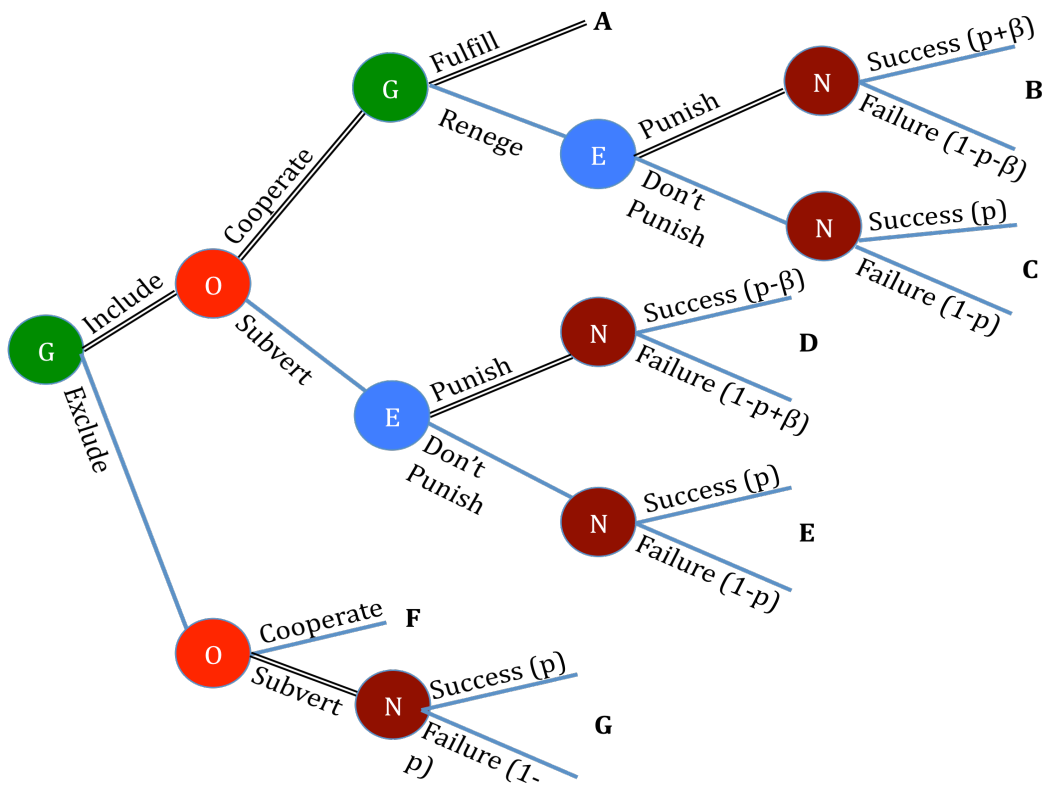 A
Fulfill
G
Renege
Punish
N
Success (p+β)
B
Failure (1-p-β)
E
Don’t
Punish
N
Success (p)
C
Failure (1-p)
Cooperate
Include
O
Subvert
G
Exclude
Success (p-β)
N
D
Failure (1-p+β)
Punish
E
Don’t
Punish
Success (p)
N
E
Failure (1-p)
Cooperate
F
O
Subvert
Success (p)
N
G
Failure (1-
p)